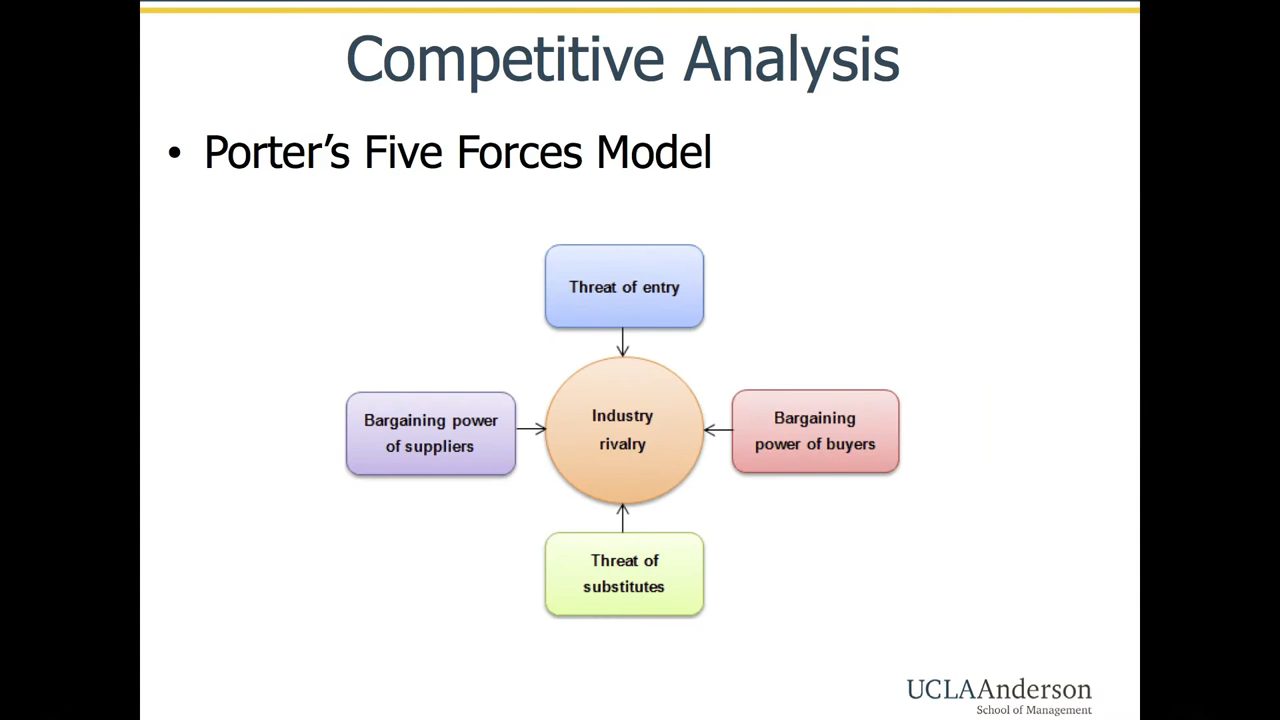 Competitive Analysis
• Porter’s Five Forces Model
Threat of entry
Bargaining power
of suppliers
Industry
rivalry
Bargaining
power of buyers
Threat of
substitutes
UCLAAnderson
School of Management